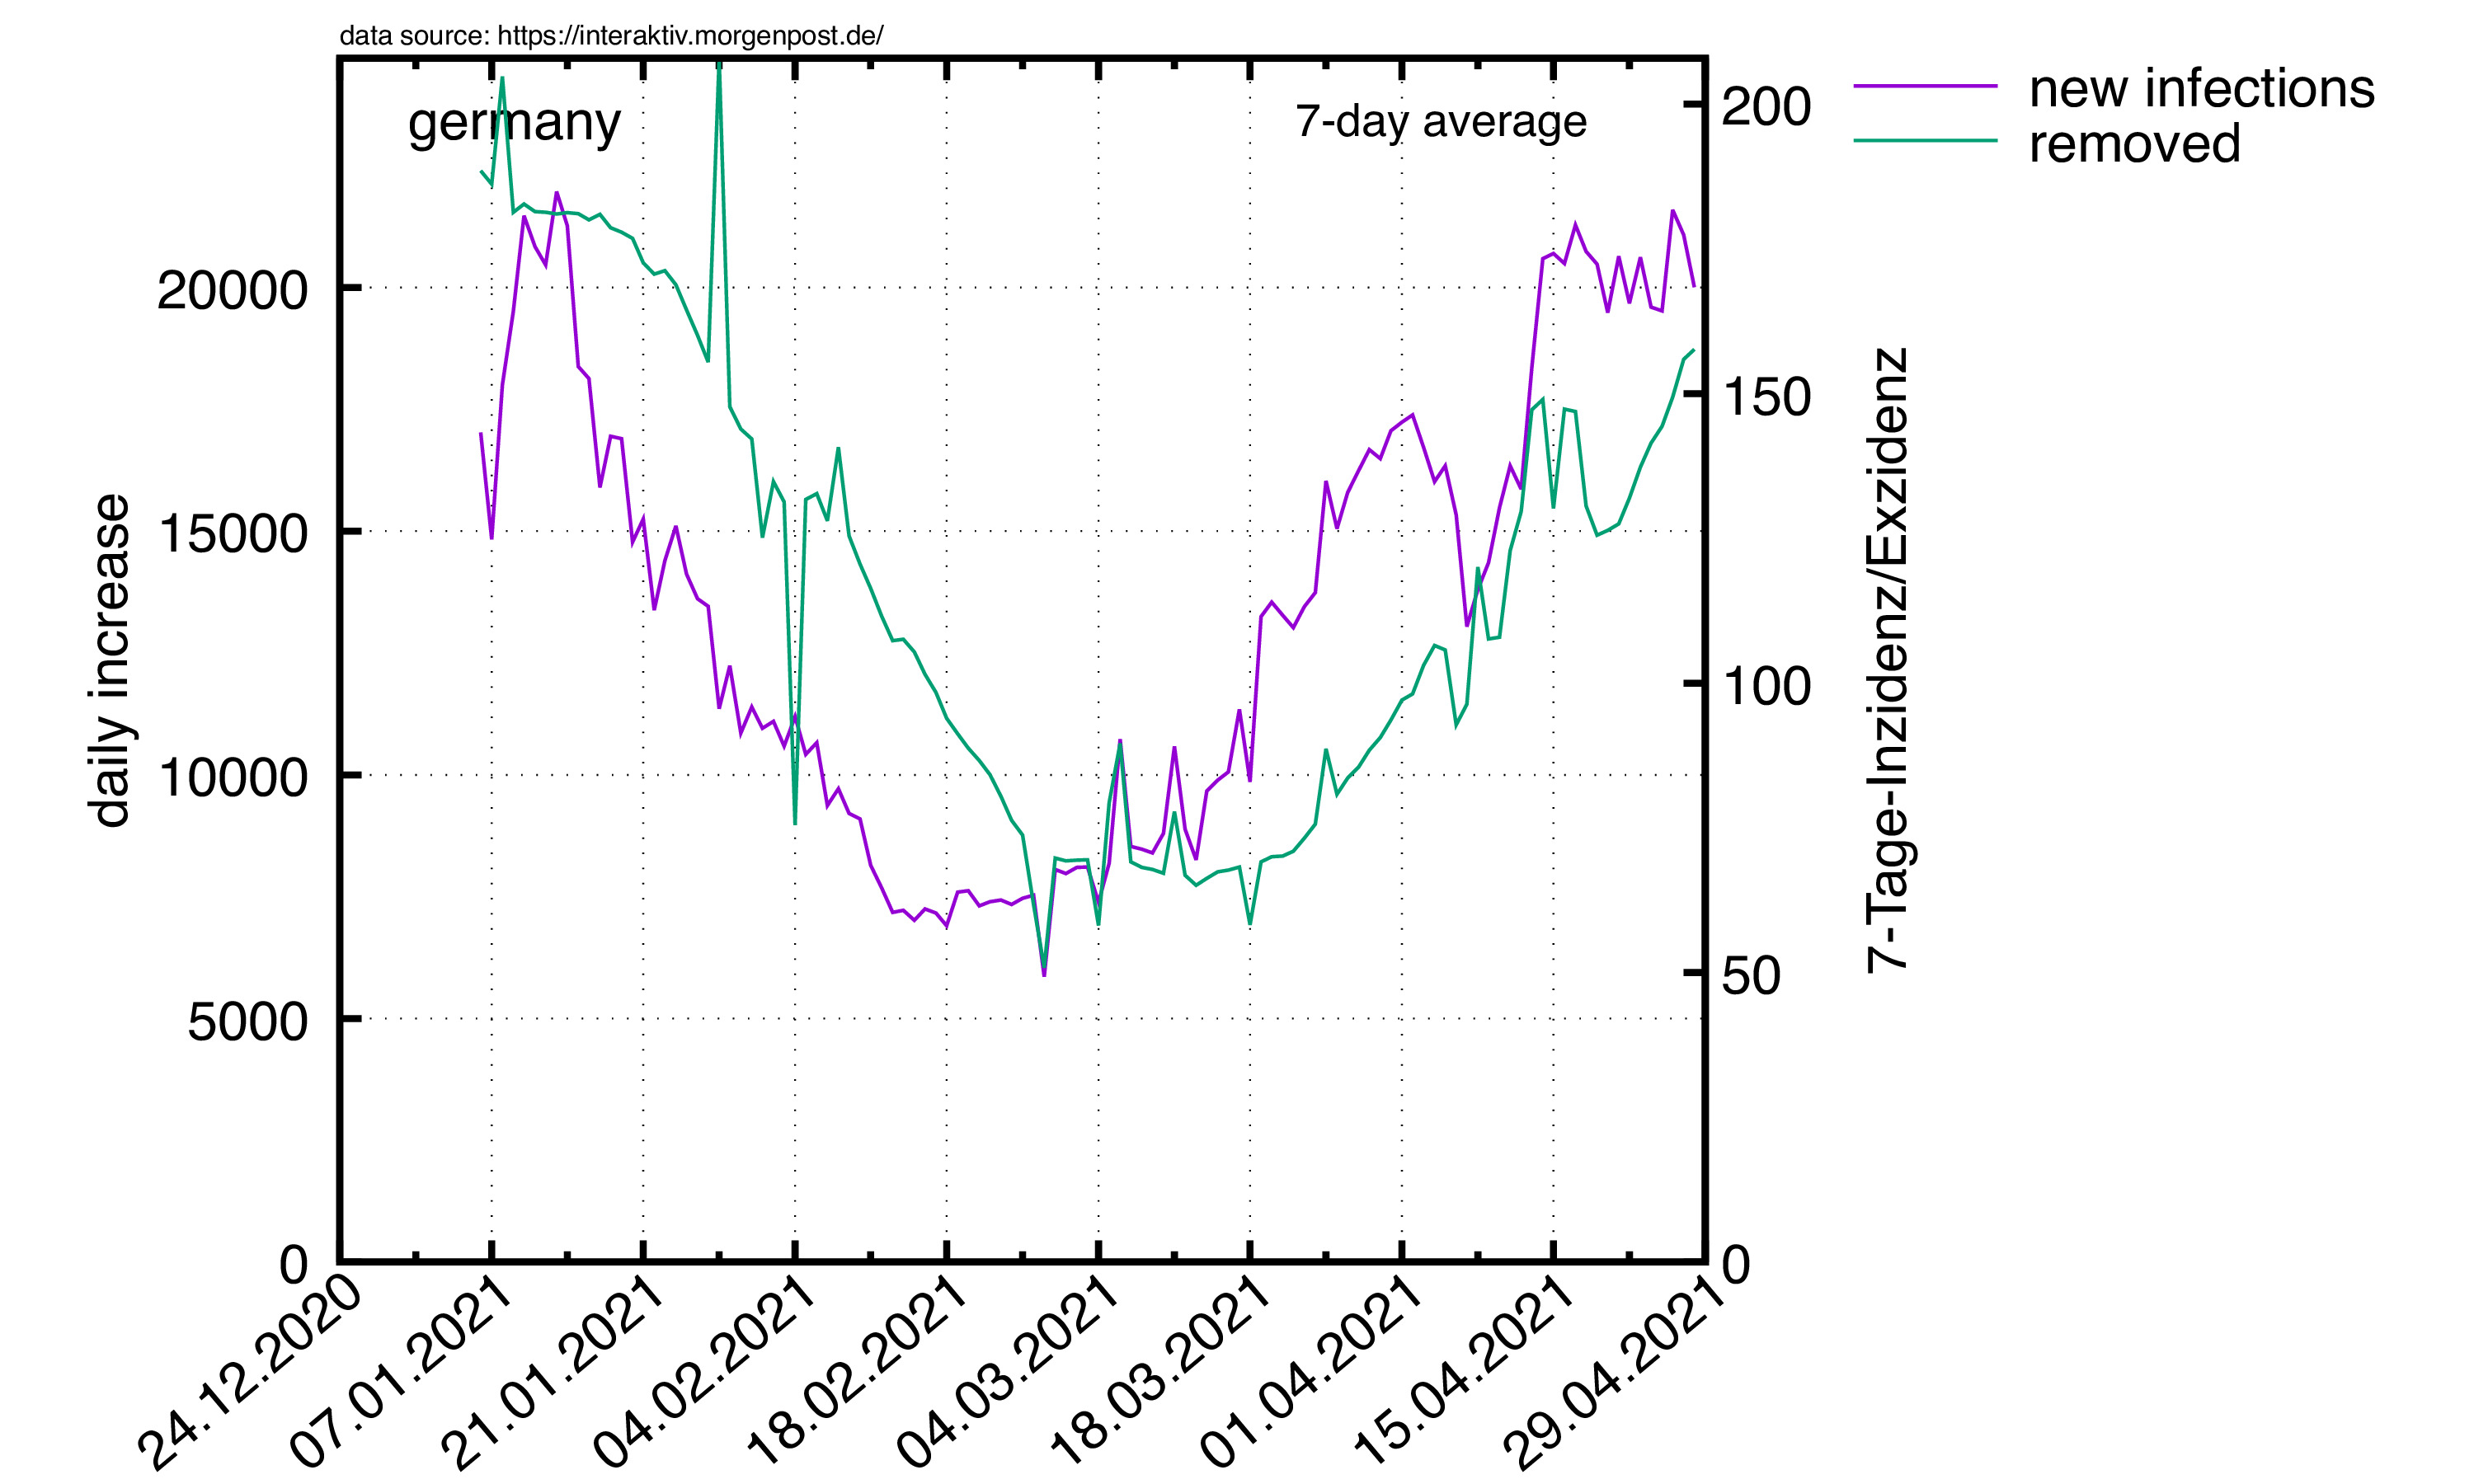 data source: https://interaktiv.morgenpost.de/
germany
7-day average
new infections
removed
daily increase
20000
15000
10000
5000
0
200
150
100
50
0
7-Tage-Inzidenz/Exzidenz
24.12.2020
07.01.2021
21.01.2021
04.02.2021
18.02.2021
04.03.2021
18.03.2021
01.04.2021
15.04.2021
29.04.2021